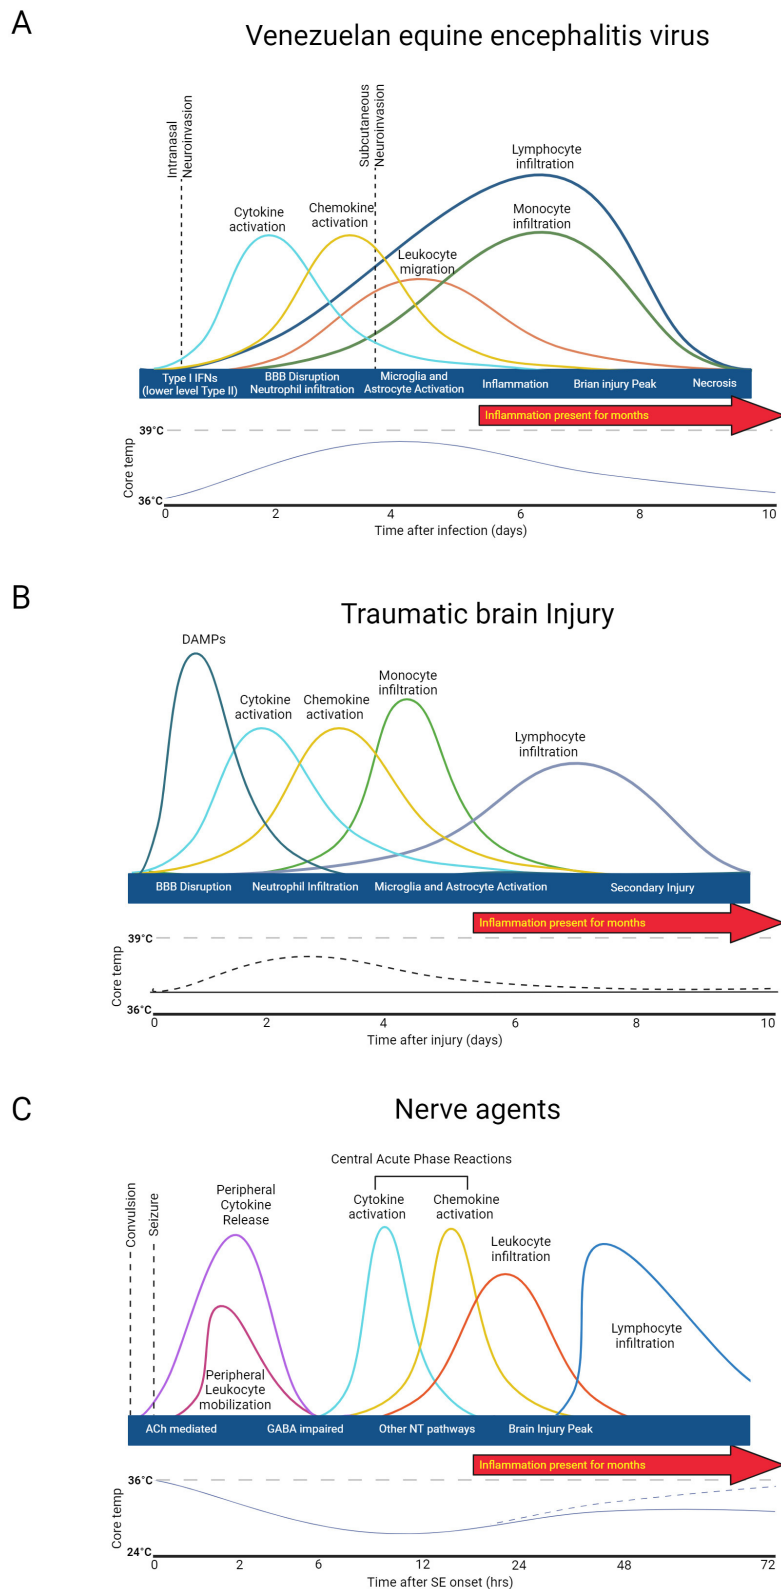 A
Venezuelan equine encephalitis virus
Intranasal
Neuroinvasion
Subcutaneous
Neuroinvasion
Lymphocyte
infiltration
Cytokine
activation
Chemokine
activation
Monocyte
infiltration
Leukocyte
migration
Type I IFNs
(lower level Type II)
BBB Disruption
Neutrophil infiltration
Microglia and
Astrocyte Activation
Inflammation
Brian injury Peak
Necrosis
Inflammation present for months
39°C
Core temp
36°C
0 2 4 6 8 10
Time after infection (days)
B
Traumatic brain Injury
DAMPs
Cytokine
activation
Chemokine
activation
Monocyte
infiltration
Lymphocyte
infiltration
BBB Disruption
Neutrophil Infiltration
Microglia and Astrocyte Activation
Secondary Injury
Inflammation present for months
39°C
Core temp
36°C
0 2 4 6 8 10
Time after injury (days)
C
Nerve agents
Convulsion
Seizure
Peripheral
Cytokine
Release
Central Acute Phase Reactions
Cytokine
activation
Chemokine
activation
Leukocyte
infiltration
Peripheral
Leukocyte
mobilization
Lymphocyte
infiltration
ACh mediated
GABA impaired
Other NT pathways
Brain Injury Peak
Inflammation present for months
36°C
Core temp
24°C
0 2 6 12 24 48 72
Time after SE onset (hrs)